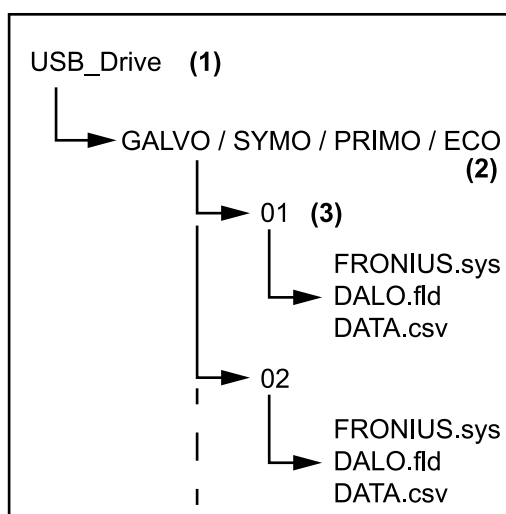 USB_Drive (1)
GALVO / SYMO / PRIMO / ECO
(2)
01 (3)
FRONIUS.sys
DALO.fld
DATA.csv
02
FRONIUS.sys
DALO.fld
DATA.csv